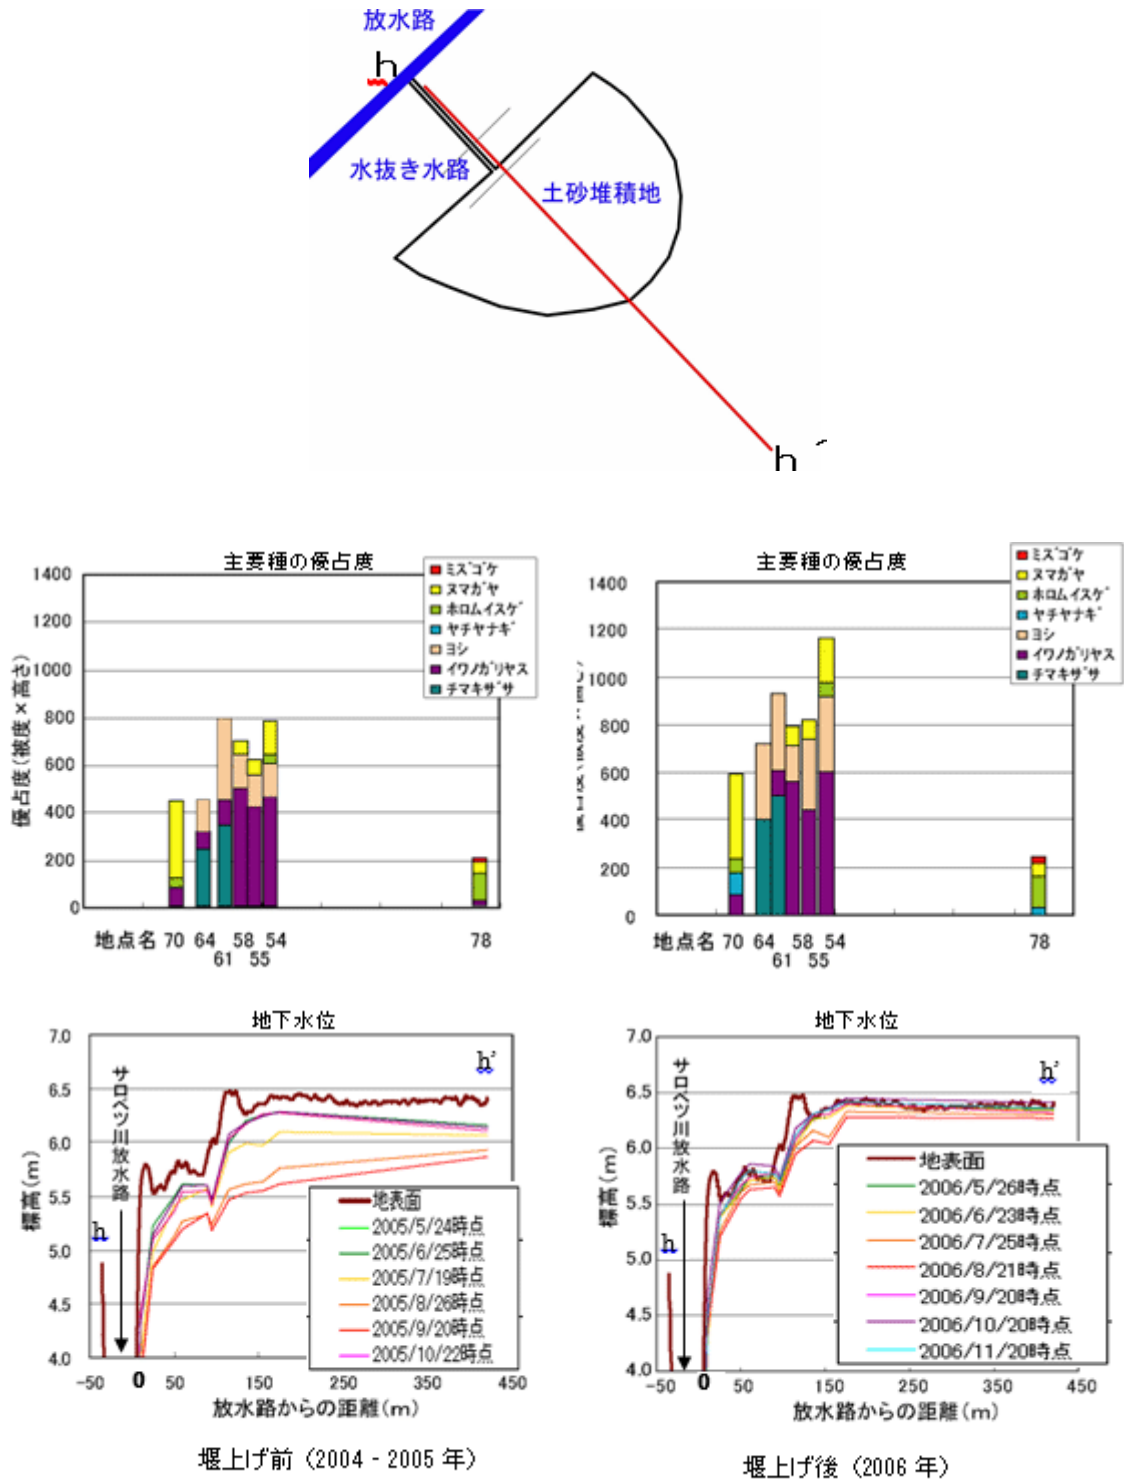 放水路
h
水抜き水路
土砂堆積地
h´
主要種の優占度
1400
1200
1000
800
600
400
200
0
優占度(被度×高さ)
ミズゴケ
ヌマガヤ
ホロムイスゲ
ヤチヤナギ
ヨシ
イワノガリヤス
チマキザサ
地点名 70 64 58 54 78
61 55
主要種の優占度
1400
1200
1000
800
600
400
200
0
ミズゴケ
ヌマガヤ
ホロムイスゲ
ヤチヤナギ
ヨシ
イワノガリヤス
チマキザサ
地点名 70 64 58 54 78
61 55
地下水位
7.0
6.5
6.0
5.5
5.0
4.5
4.0
標高(m)
サロベツ川放水路
h
h’
地表面
2005/5/24時点
2005/6/25時点
2005/7/19時点
2005/8/26時点
2005/9/20時点
2005/10/22時点
-50 0 50 150 250 350 450
放水路からの距離(m)
堰上げ前 (2004 - 2005 年)
地下水位
7.0
6.5
6.0
5.5
5.0
4.5
4.0
標高(m)
サロベツ川放水路
h
h’
地表面
2006/5/26時点
2006/6/23時点
2006/7/25時点
2006/8/21時点
2006/9/20時点
2006/10/20時点
2006/11/20時点
-50 0 50 150 250 350 450
放水路からの距離(m)
堰上げ後 (2006 年)